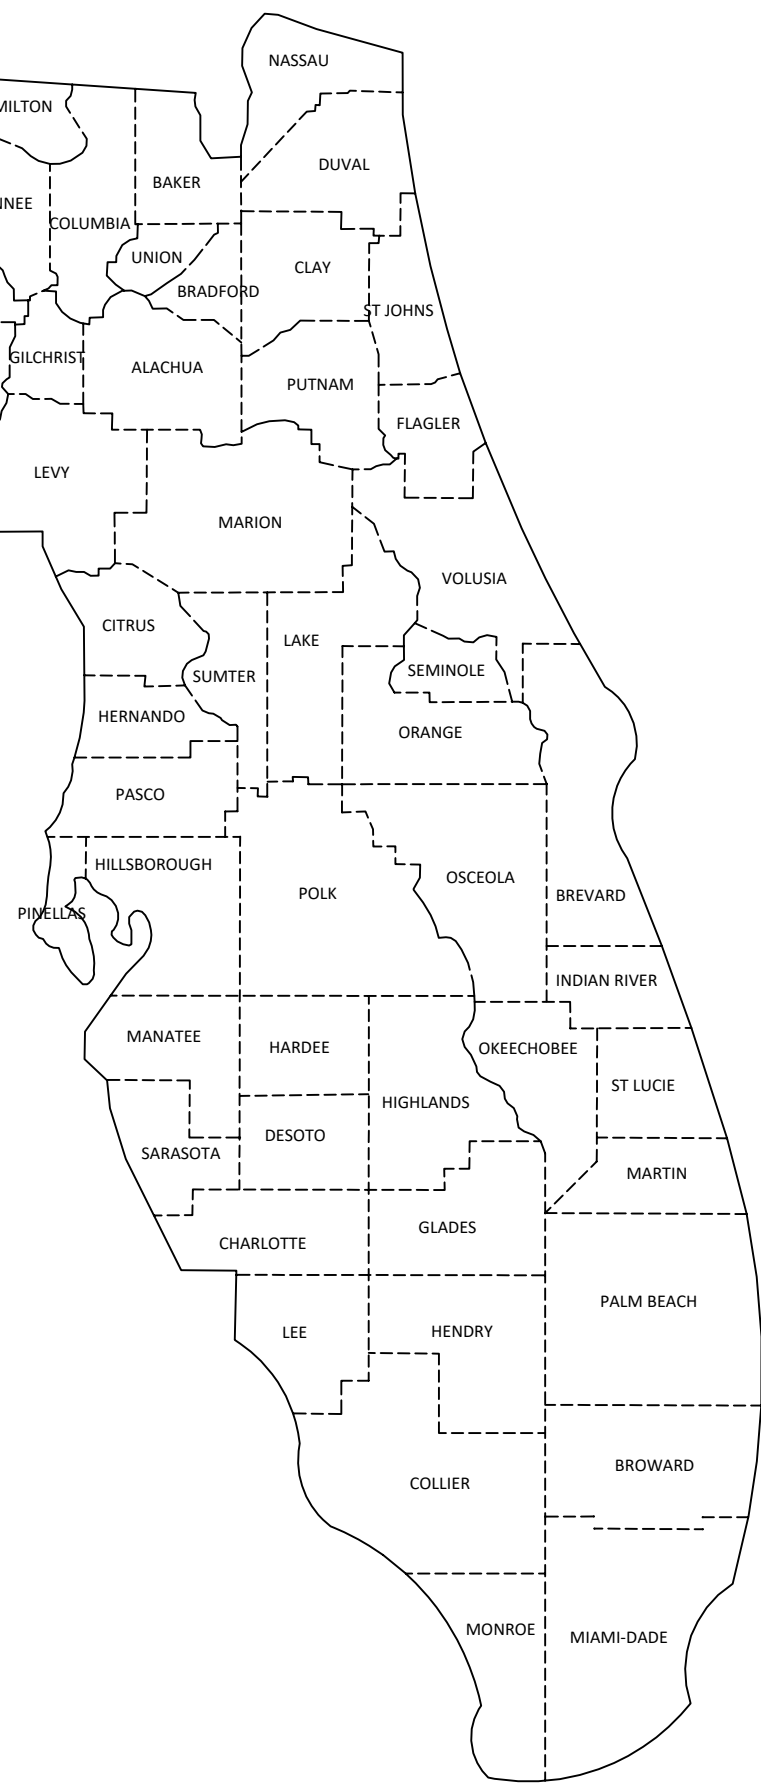 NASSAU
MILTON
DUVAL
BAKER
NNEE
COLUMBIA
UNION
CLAY
BRADFORD
ST JOHNS
GILCHRIST
ALACHUA
PUTNAM
FLAGLER
LEVY
MARION
VOLUSIA
CITRUS
LAKE
SUMTER
SEMINOLE
HERNANDO
ORANGE
PASCO
HILLSBOROUGH
POLK
OSCEOLA
BREVARD
PINELLAS
INDIAN RIVER
MANATEE
HARDEE
OKEECHOBEE
ST LUCIE
HIGHLANDS
DESOTO
SARASOTA
MARTIN
GLADES
CHARLOTTE
PALM BEACH
LEE
HENDRY
BROWARD
COLLIER
MONROE
MIAMI-DADE